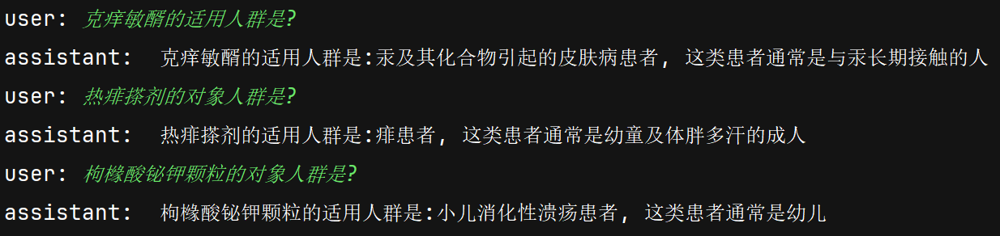 user: 克痒敏醑的适用人群是?
assistant: 克痒敏醑的适用人群是:汞及其化合物引起的皮肤病患者, 这类患者通常是与汞长期接触的人
user: 热痱搽剂的对象人群是?
assistant: 热痱搽剂的适用人群是:痱患者, 这类患者通常是幼童及体胖多汗的成人
user: 枸橼酸铋钾颗粒的对象人群是?
assistant: 枸橼酸铋钾颗粒的适用人群是:小儿消化性溃疡患者, 这类患者通常是幼儿